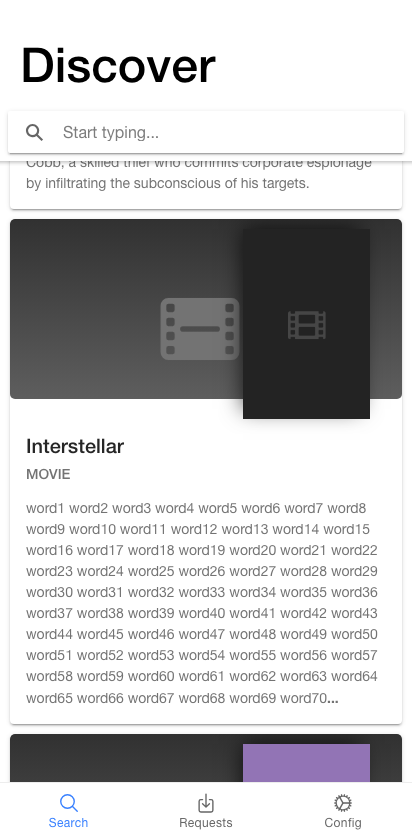 Discover
Start typing...
Cobb, a skilled thief who commits corporate espionage
by infiltrating the subconscious of his targets.
Interstellar
MOVIE
word1 word2 word3 word4 word5 word6 word7 word8
word9 word10 word11 word12 word13 word14 word15
word16 word17 word18 word19 word20 word21 word22
word23 word24 word25 word26 word27 word28 word29
word30 word31 word32 word33 word34 word35 word36
word37 word38 word39 word40 word41 word42 word43
word44 word45 word46 word47 word48 word49 word50
word51 word52 word53 word54 word55 word56 word57
word58 word59 word60 word61 word62 word63 word64
word65 word66 word67 word68 word69 word70...
Search
Requests
Config